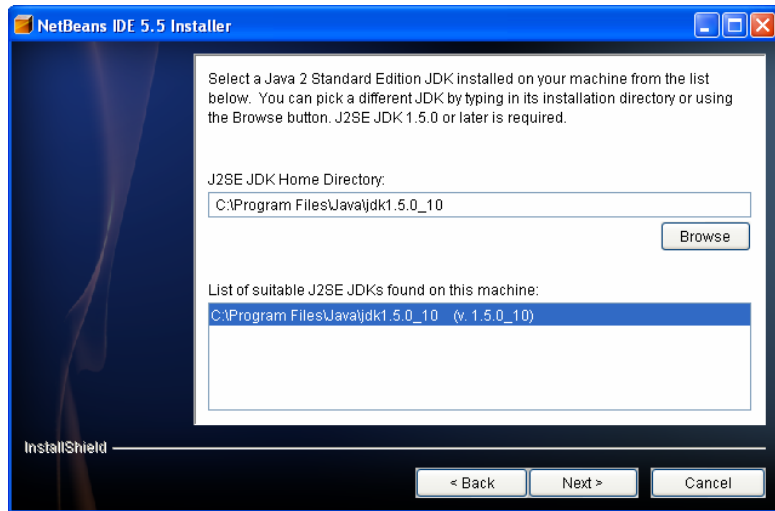 NetBeans IDE 5.5 Installer
Select a Java 2 Standard Edition JDK installed on your machine from the list
below. You can pick a different JDK by typing in its installation directory or using
the Browse button. J2SE JDK 1.5.0 or later is required.
J2SE JDK Home Directory:
C:\Program Files\Java\jdk1.5.0_10
Browse
List of suitable J2SE JDKs found on this machine:
C:\Program Files\Java\jdk1.5.0_10 (v. 1.5.0_10)
InstallShield
< Back Next > Cancel